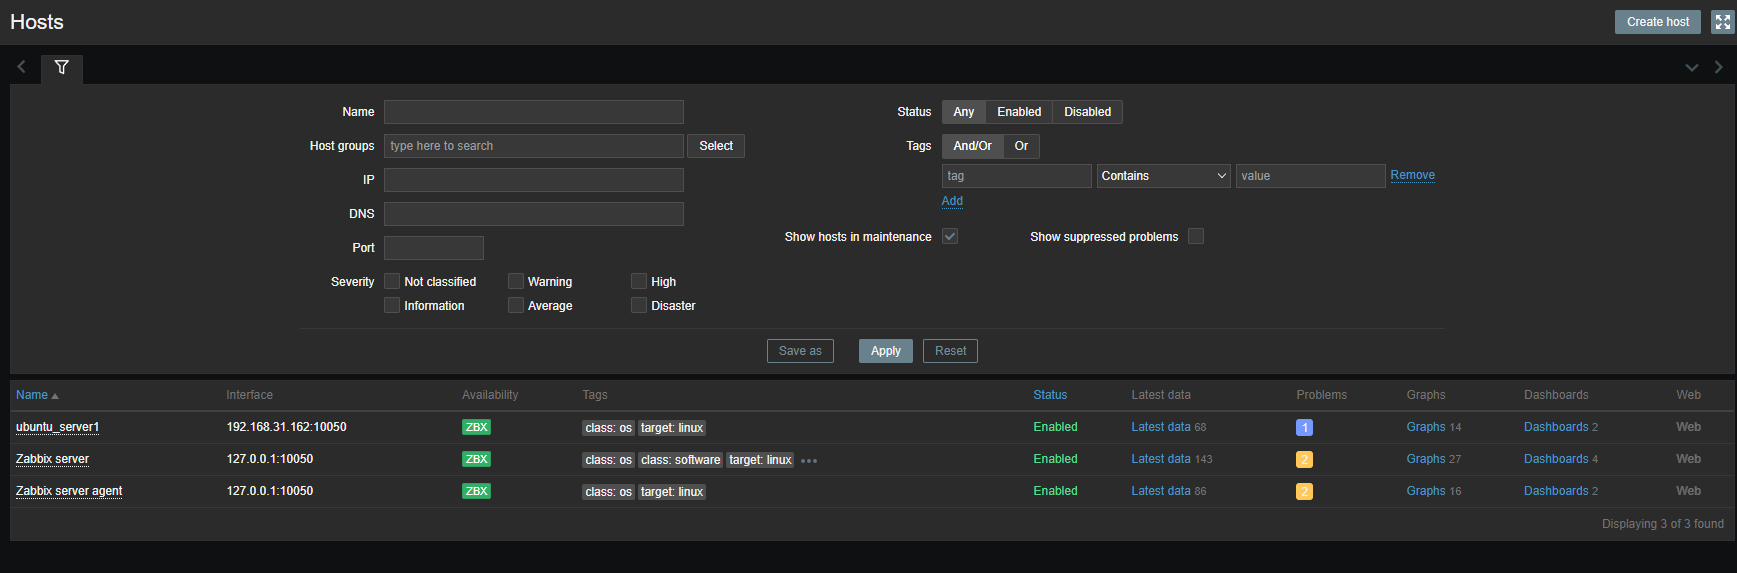 Hosts
Create host
Name
Status Any Enabled Disabled
Host groups type here to search Select
Tags And/Or Or
IP
tag Contains value Remove
Add
DNS
Show hosts in maintenance Show suppressed problems
Port
Severity Not classified Warning High
Information Average Disaster
Save as Apply Reset
Name Interface Availability Tags Status Latest data Problems Graphs Dashboards Web
ubuntu_server1 192.168.31.162:10050 ZBX class: os target: linux Enabled Latest data 68 1 Graphs 14 Dashboards 2 Web
Zabbix server 127.0.0.1:10050 ZBX class: os class: software target: linux ••• Enabled Latest data 143 2 Graphs 27 Dashboards 4 Web
Zabbix server agent 127.0.0.1:10050 ZBX class: os target: linux Enabled Latest data 86 2 Graphs 16 Dashboards 2 Web
Displaying 3 of 3 found